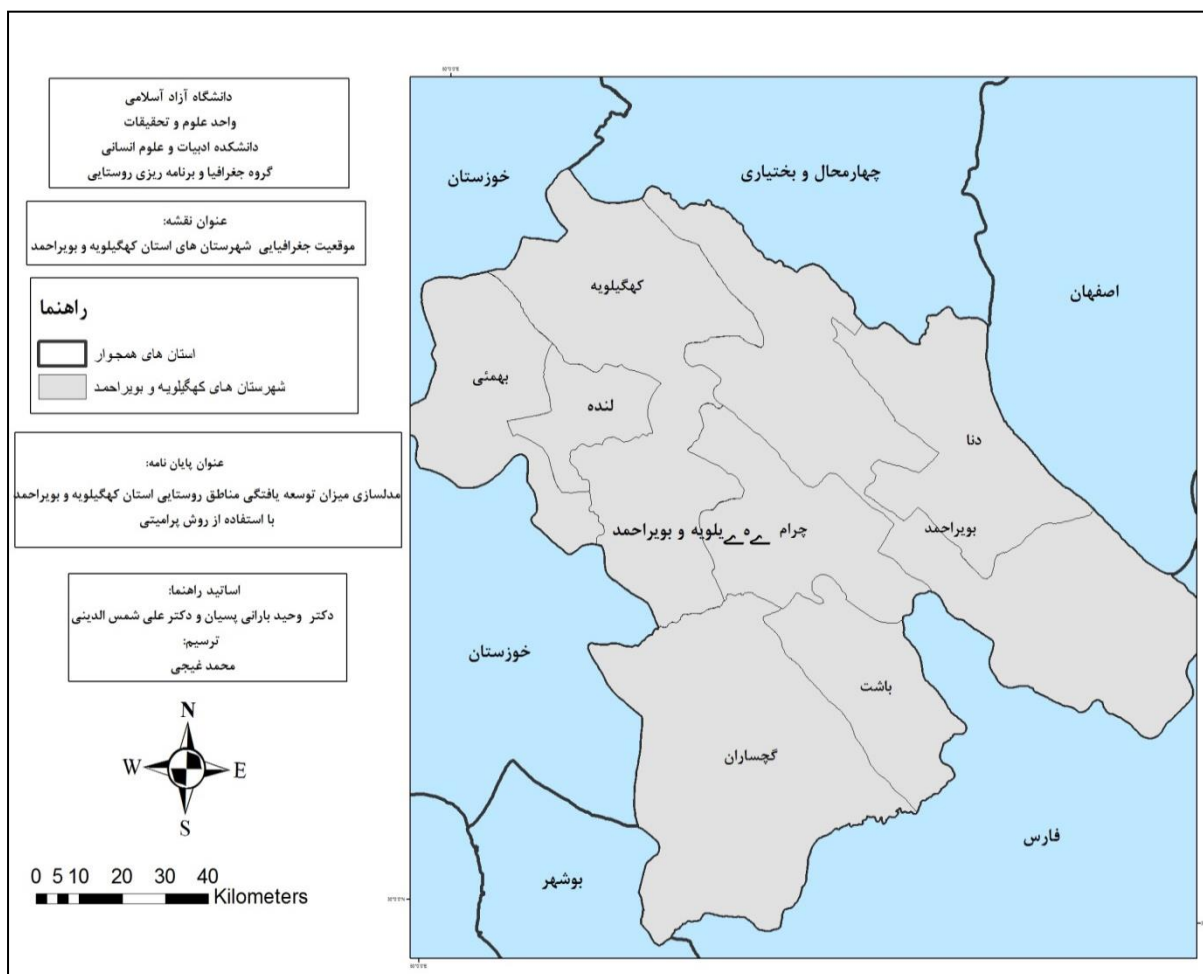 دانشگاه آزاد آسلامی
واحد علوم و تحقیقات
دانشکده ادبیات و علوم انسانی
گروه جغرافیا و برنامه ریزی روستایی
عنوان نقشه:
موقعیت جغرافیایی شهرستان های استان کهگیلویه و بویراحمد
راهنما
استان های همجوار
شهرستان های کهگیلویه و بویراحمد
عنوان پایان نامه:
مدلسازی میزان توسعه یافتگی مناطق روستایی استان کهگیلویه و بویراحمد
با استفاده از روش پرامیتی
اساتید راهنما:
دکتر وحید بارانی پسیان و دکتر علی شمس الدینی
ترسیم:
محمد غیجی
N
W E
S
0 5 10 20 30 40
Kilometers
چهارمحال و بختیاری
خوزستان
اصفهان
کهگیلویه
بهمئی
لنده
دنا
بویراحمد
چرام
یلویه و بویراحمد
خوزستان
باشت
گچساران
فارس
بوشهر